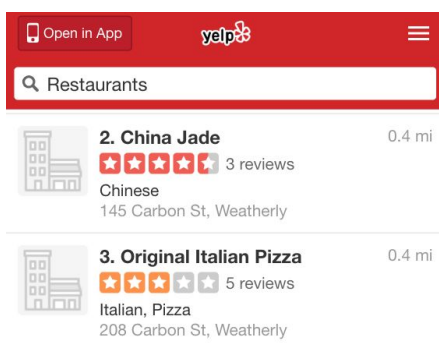 Open in App
yelp
Restaurants
2. China Jade 0.4 mi
3 reviews
Chinese
145 Carbon St, Weatherly
3. Original Italian Pizza 0.4 mi
5 reviews
Italian, Pizza
208 Carbon St, Weatherly